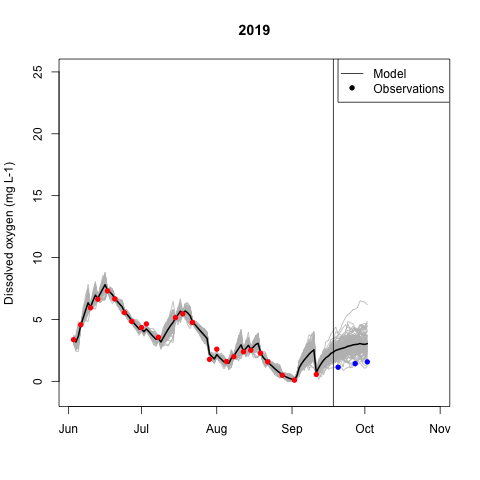 2019
Model
Observations
Dissolved oxygen (mg L-1)
25
20
15
10
5
0
Jun Jul Aug Sep Oct Nov